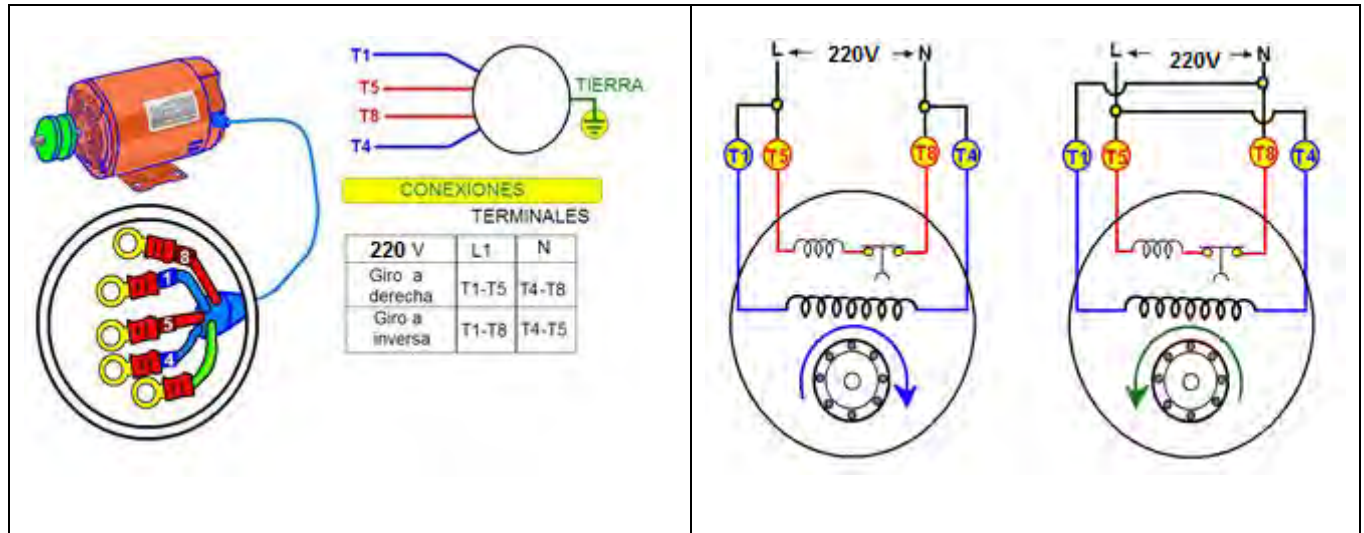 T1
T5
T8
T4
TIERRA
CONEXIONES
TERMINALES
220 V L1 N
Giro a derecha T1-T5 T4-T8
Giro a inversa T1-T8 T4-T5
8
1
5
4
L 220V N
T1 T5 T8 T4
L 220V N
T1 T5 T8 T4